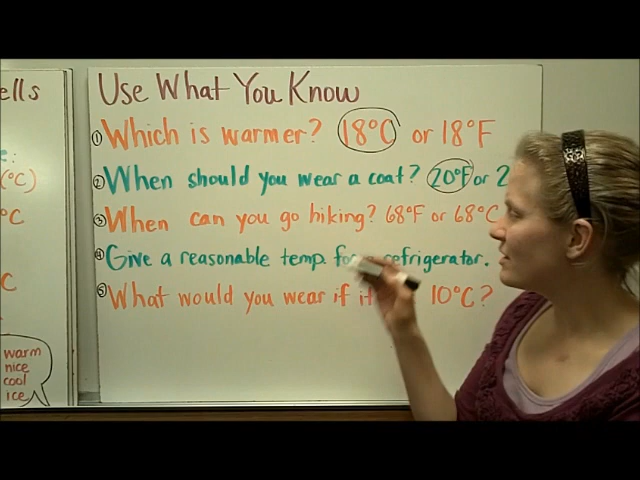 ells
e:
(°C)
°C
C
warm
nice
cool
ice
Use What You Know
① Which is warmer? 18°C or 18°F
② When should you wear a coat? 20°F or 2
③ When can you go hiking? 68°F or 68°C
④ Give a reasonable temp. refrigerator.
⑤ What would you wear if it 10°C?